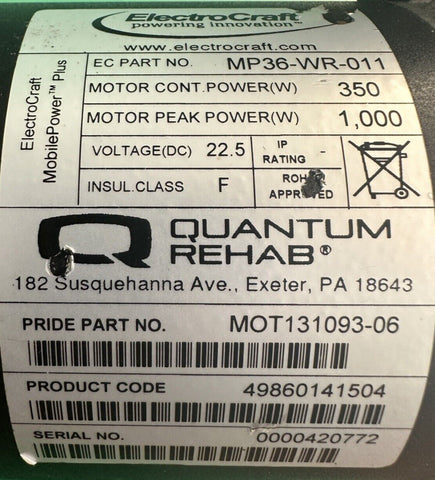 ElectroCraft
powering innovation™
www.electrocraft.com
ElectroCraft
MobilePower™ Plus
EC PART NO. MP36-WR-011
MOTOR CONT.POWER(W) 350
MOTOR PEAK POWER(W) 1,000
VOLTAGE(DC) 22.5 IP RATING -
INSUL.CLASS F APPROVED
QUANTUM
REHAB®
182 Susquehanna Ave., Exeter, PA 18643
PRIDE PART NO. MOT131093-06
PRODUCT CODE 49860141504
SERIAL NO. 0000420772